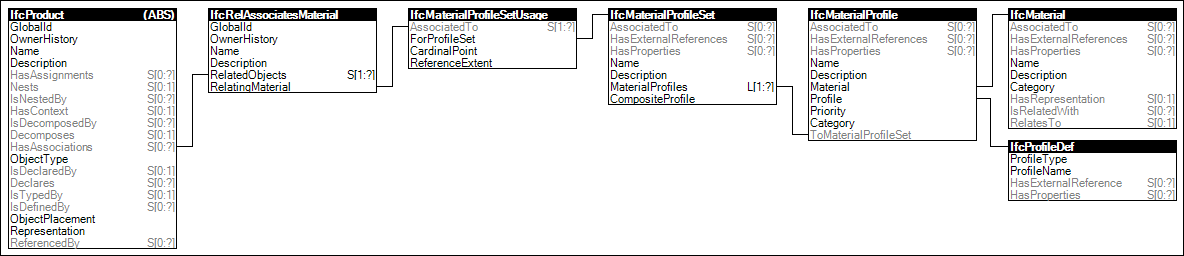 IfcProduct (ABS)
GlobalId
OwnerHistory
Name
Description
HasAssignments S[0:?]
Nests S[0:1]
IsNestedBy S[0:?]
HasContext S[0:1]
IsDecomposedBy S[0:?]
Decomposes S[0:1]
HasAssociations S[0:?]
ObjectType
IsDeclaredBy S[0:1]
Declares S[0:?]
IsTypedBy S[0:1]
IsDefinedBy S[0:?]
ObjectPlacement
Representation
ReferencedBy S[0:?]
IfcRelAssociatesMaterial
GlobalId
OwnerHistory
Name
Description
RelatedObjects S[1:?]
RelatingMaterial
IfcMaterialProfileSetUsage
AssociatedTo S[1:?]
ForProfileSet
CardinalPoint
ReferenceExtent
IfcMaterialProfileSet
AssociatedTo S[0:?]
HasExternalReferences S[0:?]
HasProperties S[0:?]
Name
Description
MaterialProfiles L[1:?]
CompositeProfile
IfcMaterialProfile
AssociatedTo S[0:?]
HasExternalReferences S[0:?]
HasProperties S[0:?]
Name
Description
Material
Profile
Priority
Category
ToMaterialProfileSet
IfcMaterial
AssociatedTo S[0:?]
HasExternalReferences S[0:?]
HasProperties S[0:?]
Name
Description
Category
HasRepresentation S[0:1]
IsRelatedWith S[0:?]
RelatesTo S[0:1]
IfcProfileDef
ProfileType
ProfileName
HasExternalReference S[0:?]
HasProperties S[0:?]